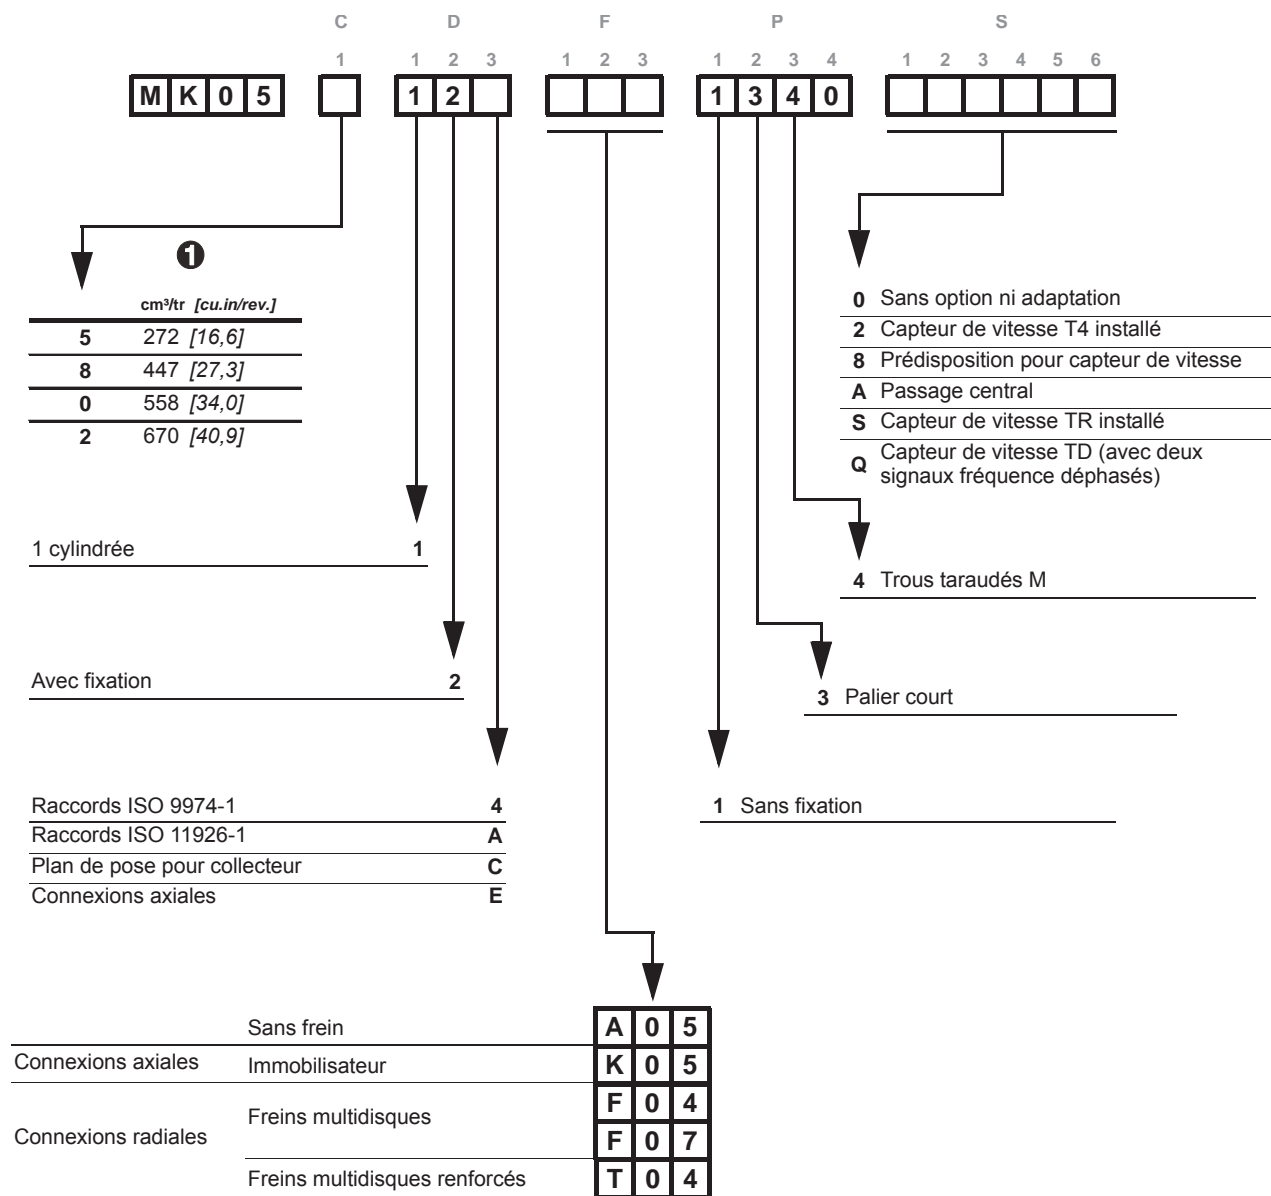 C D F P S
1 1 2 3 1 2 3 1 2 3 4 1 2 3 4 5 6
M K 0 5 1 2 1 3 4 0
❶
cm³/tr [cu.in/rev.]
5 272 [16,6]
8 447 [27,3]
0 558 [34,0]
2 670 [40,9]
0 Sans option ni adaptation
2 Capteur de vitesse T4 installé
8 Prédisposition pour capteur de vitesse
A Passage central
S Capteur de vitesse TR installé
Q Capteur de vitesse TD (avec deux
signaux fréquence déphasés)
1 cylindrée 1
4 Trous taraudés M
Avec fixation 2
3 Palier court
Raccords ISO 9974-1 4
Raccords ISO 11926-1 A
Plan de pose pour collecteur C
Connexions axiales E
1 Sans fixation
Sans frein A 0 5
Connexions axiales Immobilisateur K 0 5
Connexions radiales Freins multidisques F 0 4
F 0 7
Freins multidisques renforcés T 0 4